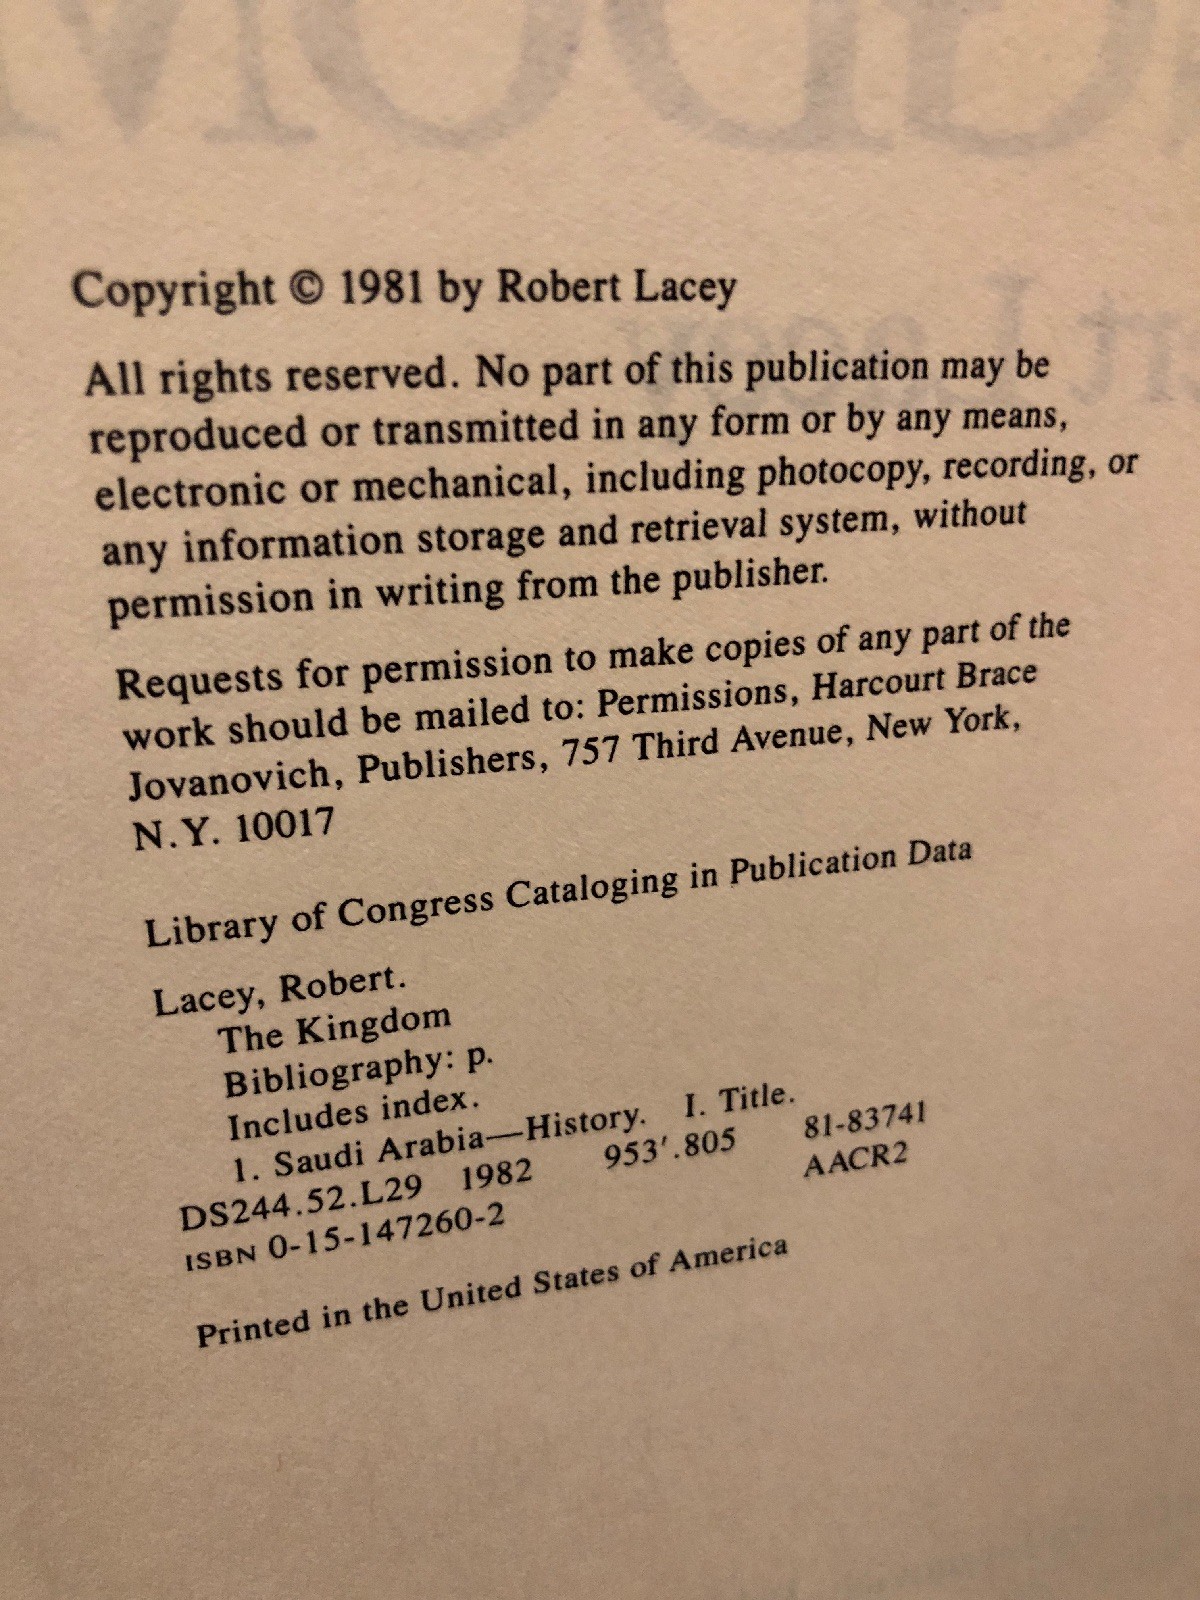 Copyright © 1981 by Robert Lacey
All rights reserved. No part of this publication may be
reproduced or transmitted in any form or by any means,
electronic or mechanical, including photocopy, recording, or
any information storage and retrieval system, without
permission in writing from the publisher.
Requests for permission to make copies of any part of the
work should be mailed to: Permissions, Harcourt Brace
Jovanovich, Publishers, 757 Third Avenue, New York,
N.Y. 10017
Library of Congress Cataloging in Publication Data
Lacey, Robert.
The Kingdom
Bibliography: p.
Includes index.
1. Saudi Arabia—History. I. Title.
DS244.52.L29 1982 953'.805 81-83741
ISBN 0-15-147260-2 AACR2
Printed in the United States of America